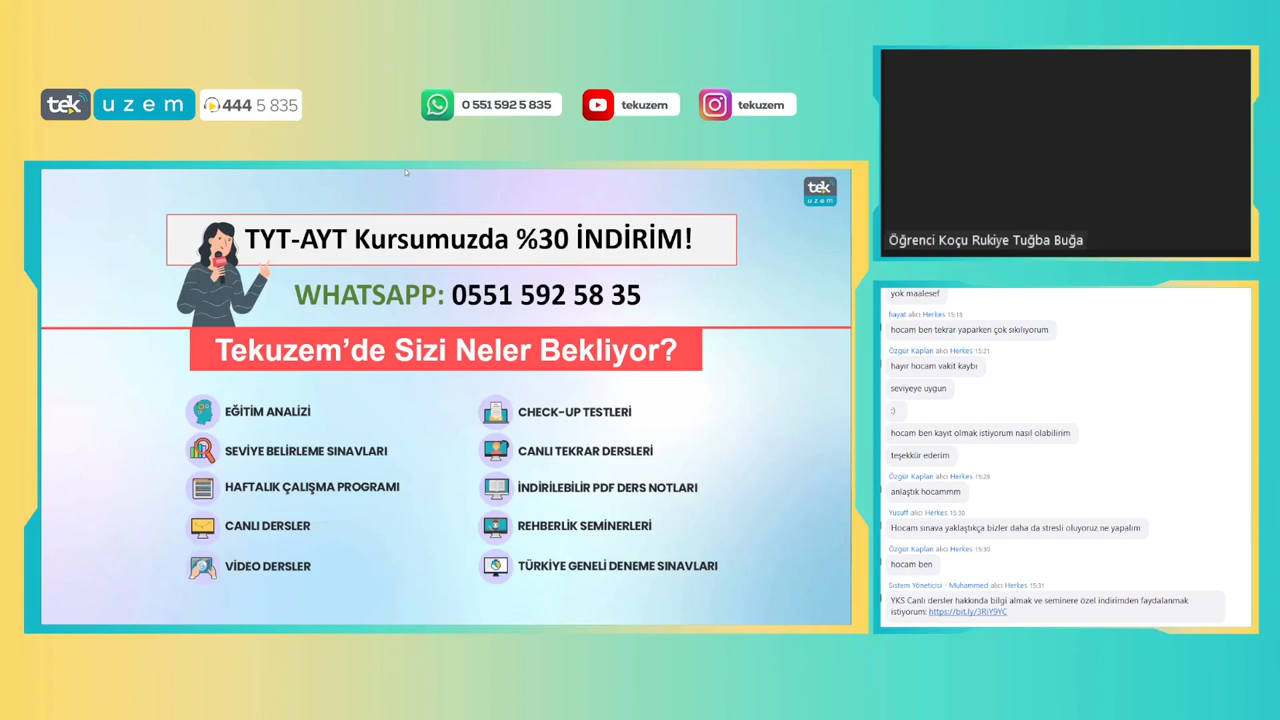 tek uzem 444 5 835
0 551 592 5 835
tekuzem
tekuzem
tek
uzem
TYT-AYT Kursumuzda %30 İNDİRİM!
WHATSAPP: 0551 592 58 35
Tekuzem’de Sizi Neler Bekliyor?
EĞİTİM ANALİZİ
SEVİYE BELİRLEME SINAVLARI
HAFTALIK ÇALIŞMA PROGRAMI
CANLI DERSLER
VİDEO DERSLER
CHECK-UP TESTLERİ
CANLI TEKRAR DERSLERİ
İNDİRİLEBİLİR PDF DERS NOTLARI
REHBERLİK SEMİNERLERİ
TÜRKİYE GENELİ DENEME SINAVLARI
Öğrenci Koçu Rukiye Tuğba Buğa
yok maalesef
hayat alıcı Herkes 15:18
hocam ben tekrar yaparken çok sıkılıyorum
Özgür Kaplan alıcı Herkes 15:21
hayır hocam vakit kaybı
seviyeye uygun
:)
hocam ben kayıt olmak istiyorum nasıl olabilirim
teşekkür ederim
Özgür Kaplan alıcı Herkes 15:28
anlaştık hocammm
Yusuff alıcı Herkes 15:30
Hocam sınava yaklaştıkça bizler daha da stresli oluyoruz ne yapalım
Özgür Kaplan alıcı Herkes 15:30
hocam ben
Sistem Yöneticisi - Muhammed alıcı Herkes 15:31
YKS Canlı dersler hakkında bilgi almak ve seminere özel indirimden faydalanmak
istiyorum: https://bit.ly/3RiY9YC